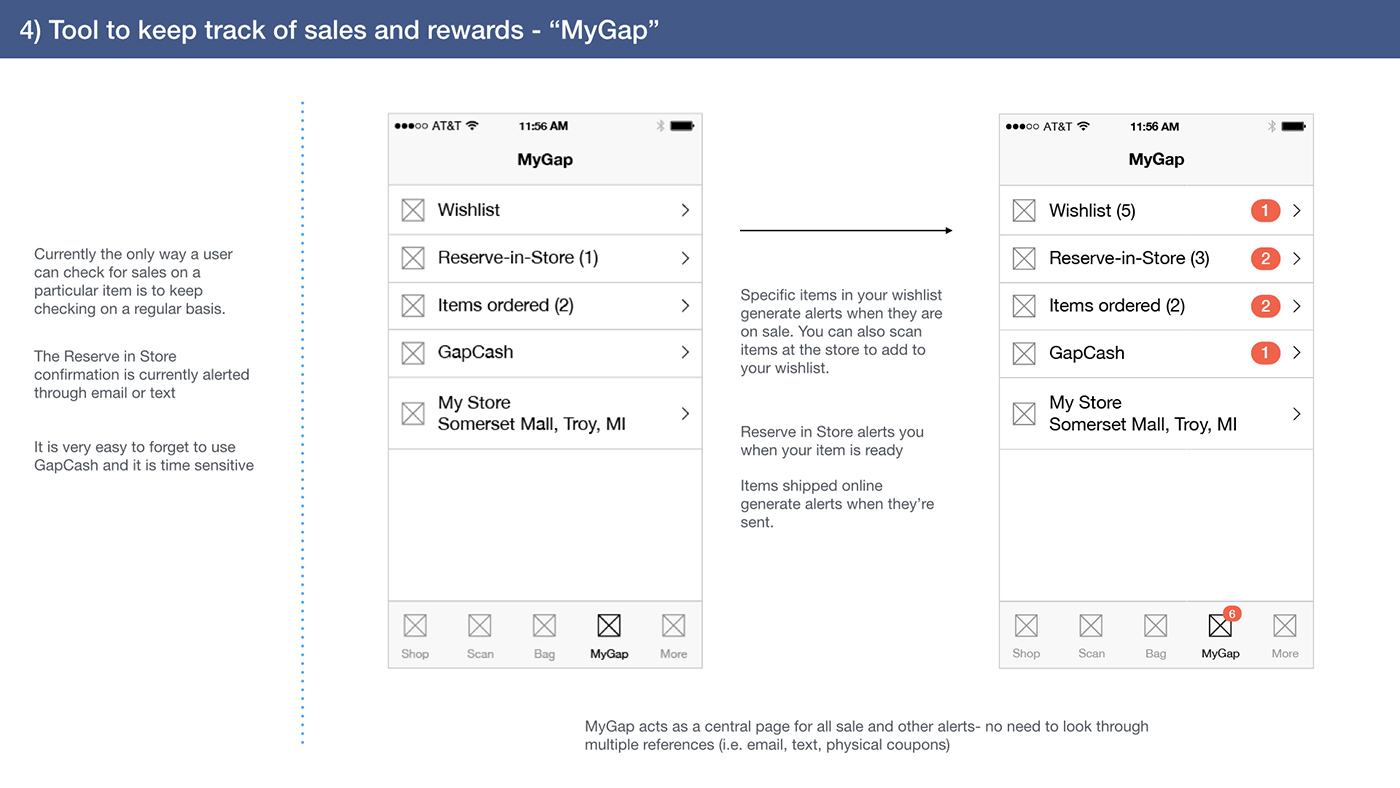 4) Tool to keep track of sales and rewards - “MyGap”
Currently the only way a user
can check for sales on a
particular item is to keep
checking on a regular basis.
The Reserve in Store
confirmation is currently alerted
through email or text
It is very easy to forget to use
GapCash and it is time sensitive
AT&T 11:56 AM
MyGap
Wishlist
Reserve-in-Store (1)
Items ordered (2)
GapCash
My Store
Somerset Mall, Troy, MI
Shop Scan Bag MyGap More
Specific items in your wishlist
generate alerts when they are
on sale. You can also scan
items at the store to add to
your wishlist.
Reserve in Store alerts you
when your item is ready
Items shipped online
generate alerts when they’re
sent.
AT&T 11:56 AM
MyGap
Wishlist (5) 1
Reserve-in-Store (3) 2
Items ordered (2) 2
GapCash 1
My Store
Somerset Mall, Troy, MI
6
Shop Scan Bag MyGap More
MyGap acts as a central page for all sale and other alerts- no need to look through
multiple references (i.e. email, text, physical coupons)